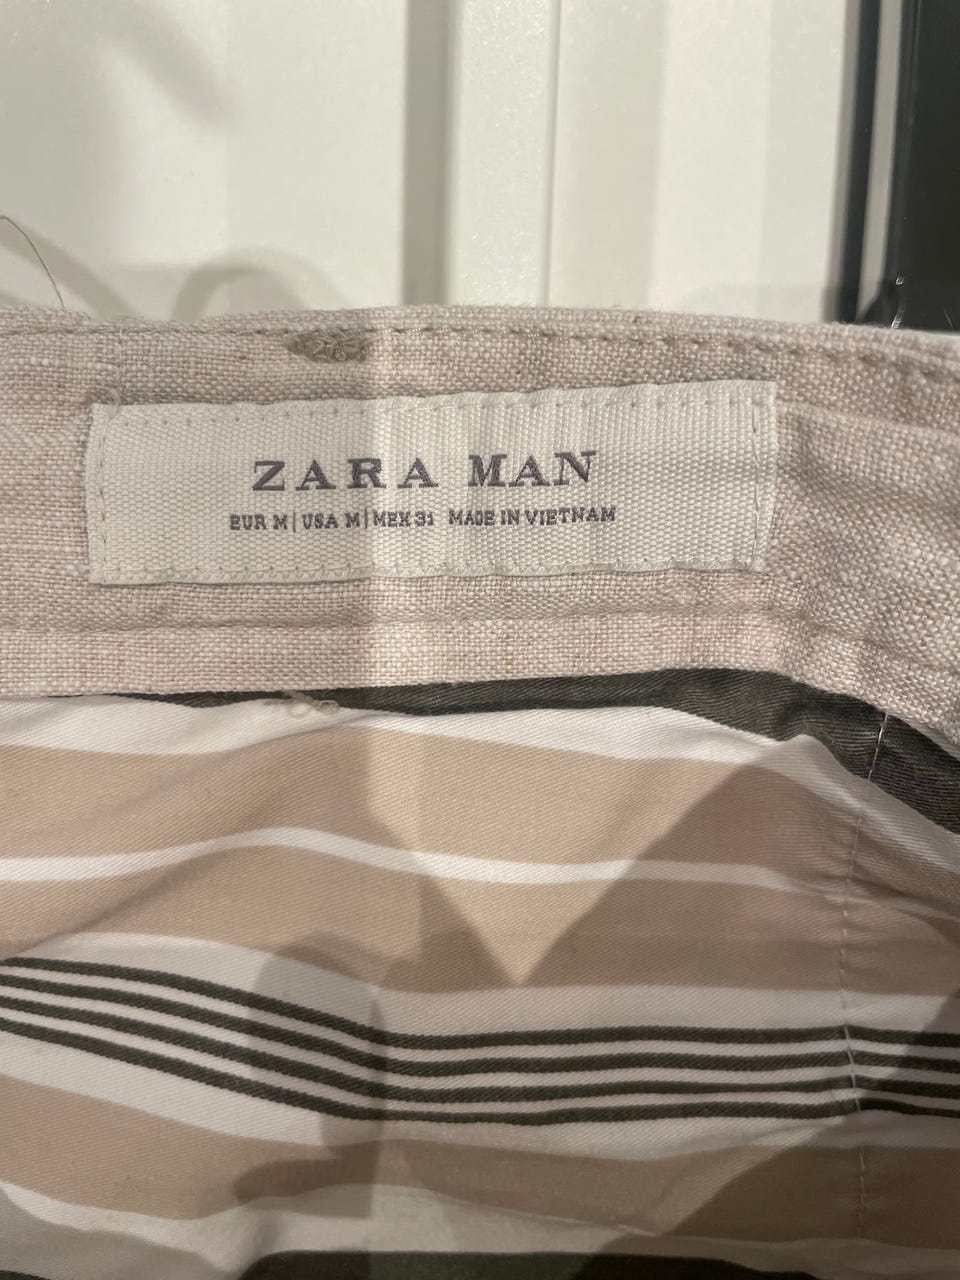 ZARA MAN
EUR M | USA M | MEX 31 MADE IN VIETNAM